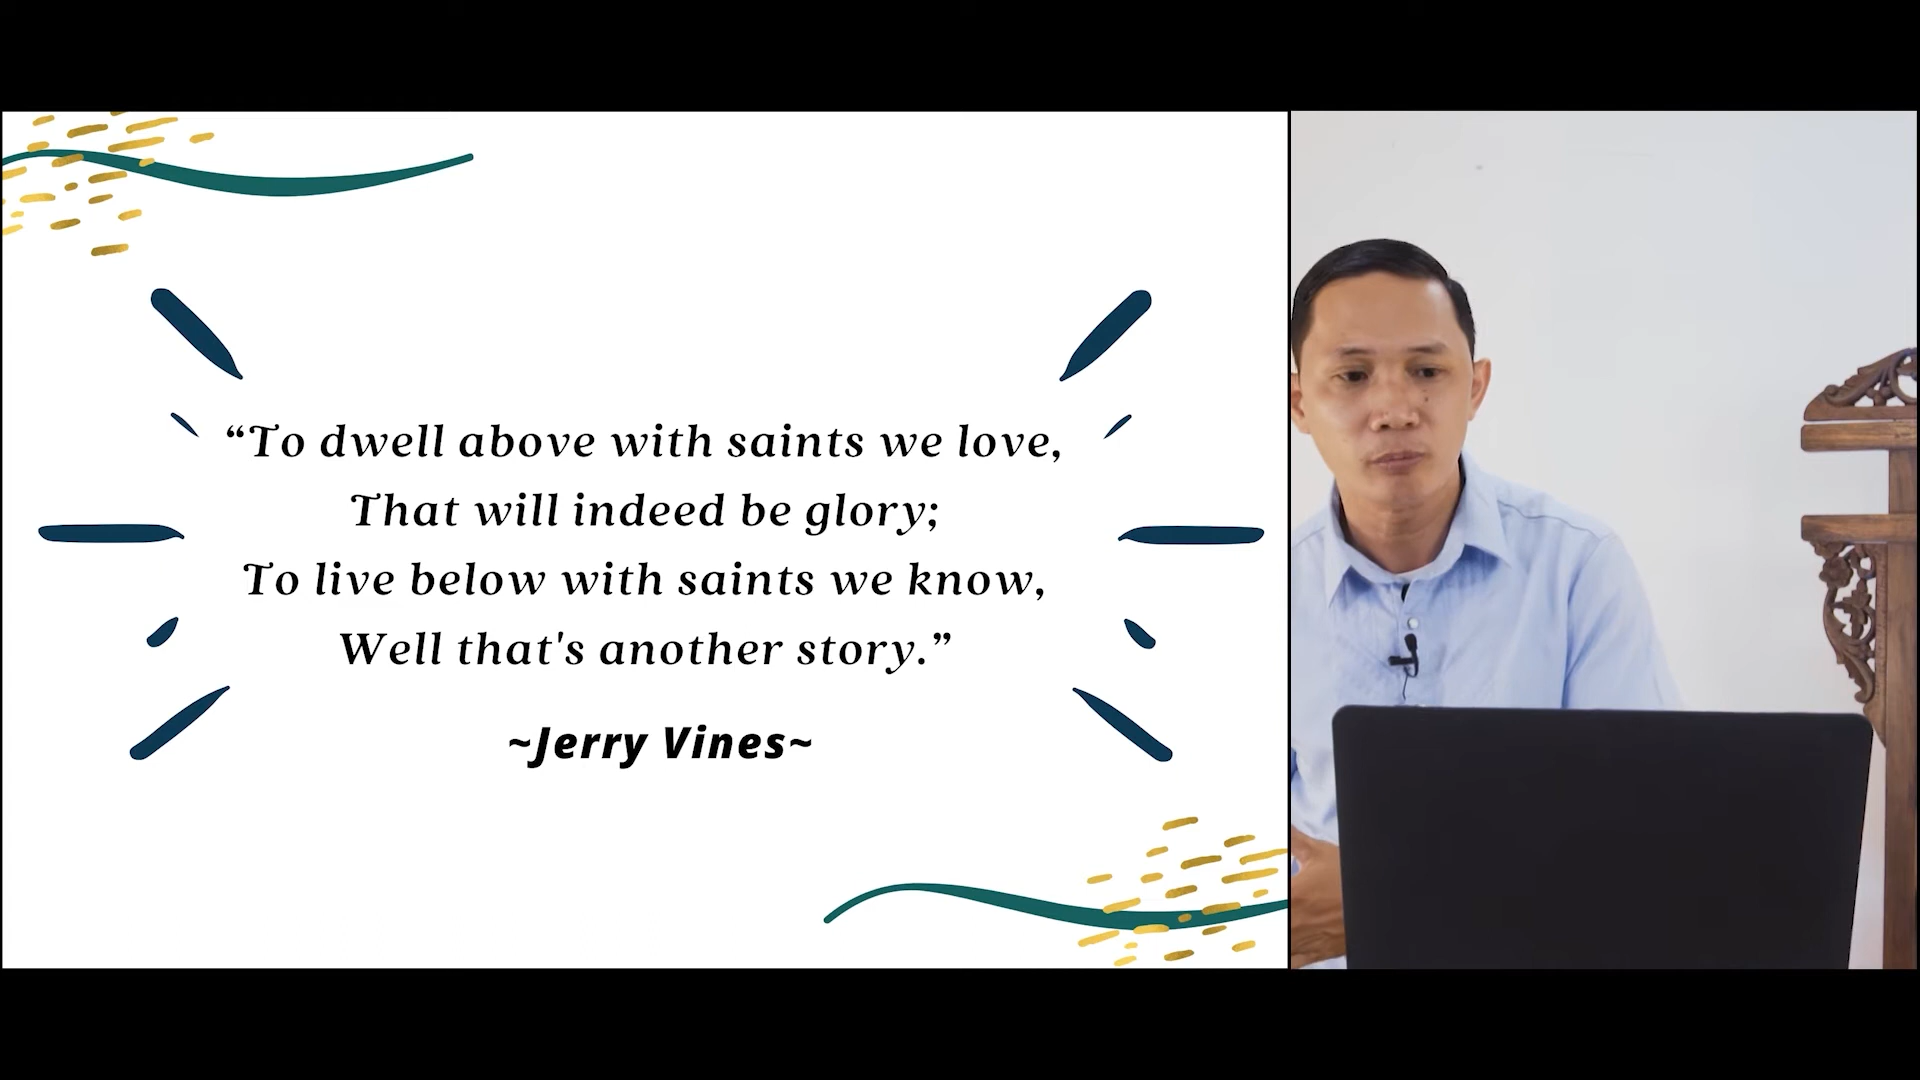 “To dwell above with saints we love,
That will indeed be glory;
To live below with saints we know,
Well that's another story.”
~Jerry Vines~